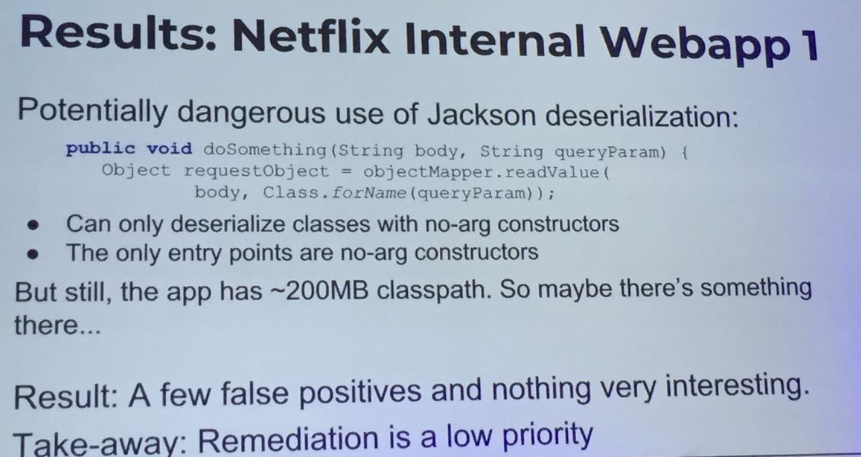 Results: Netflix Internal Webapp 1
Potentially dangerous use of Jackson deserialization:
public void doSomething(String body, String queryParam) {
Object requestObject = objectMapper.readValue(
body, Class.forName(queryParam));
• Can only deserialize classes with no-arg constructors
• The only entry points are no-arg constructors
But still, the app has ~200MB classpath. So maybe there's something
there...
Result: A few false positives and nothing very interesting.
Take-away: Remediation is a low priority